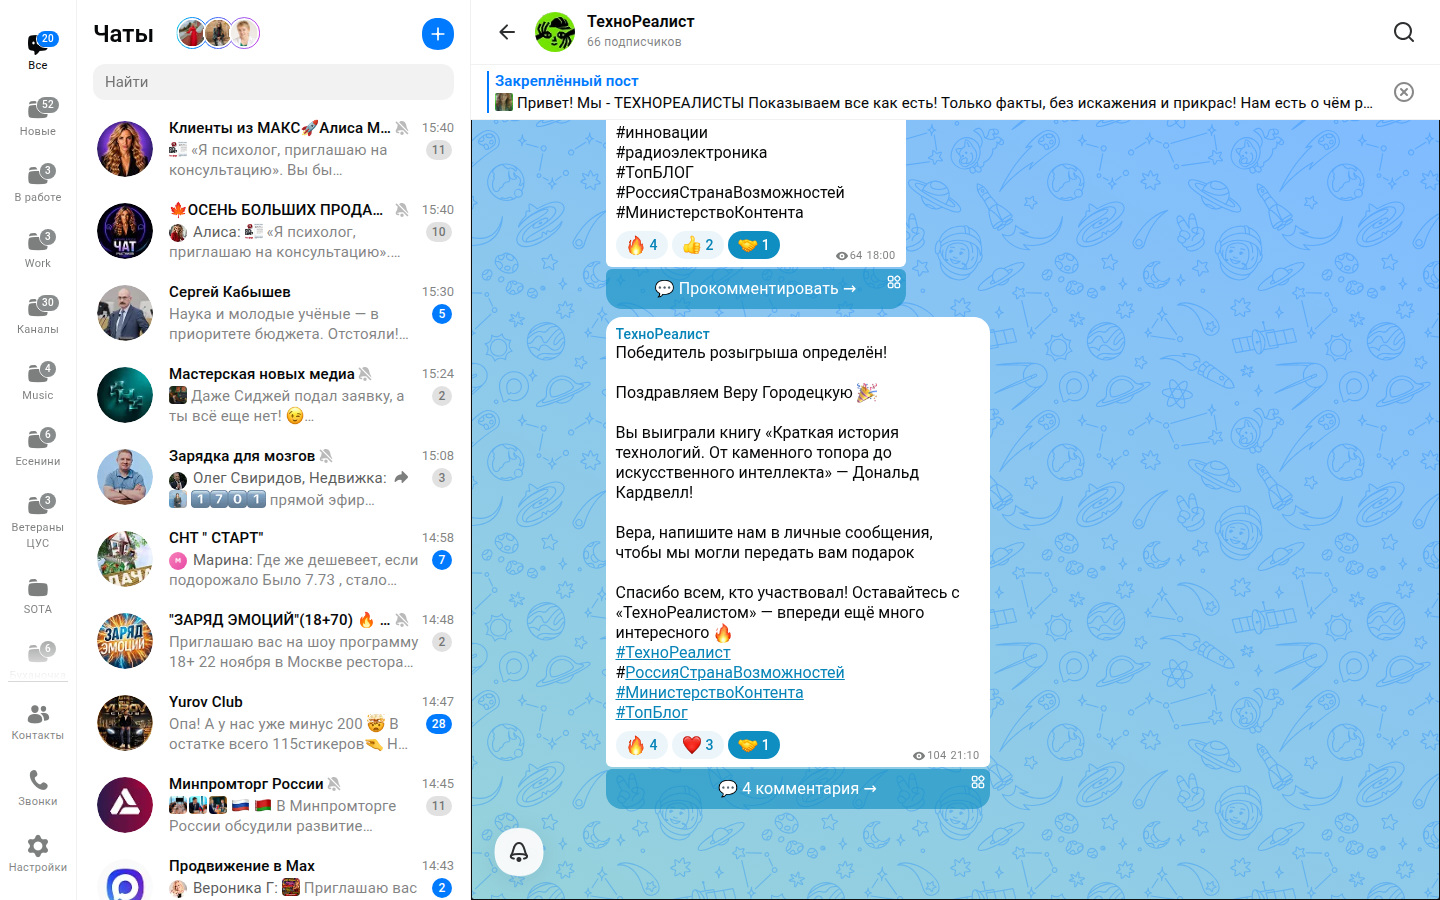 20
Все
52
Новые
3
В работе
3
Work
30
Каналы
4
Music
6
Есенини
3
Ветераны
ЦУС
SOTA
6
Контакты
Звонки
Настройки
Чаты
Найти
Клиенты из МАКС🚀Алиса М... 15:40
«Я психолог, приглашаю на 11
консультацию». Вы бы...
🍁ОСЕНЬ БОЛЬШИХ ПРОДА... 15:40
Алиса: «Я психолог, 10
приглашаю на консультацию»....
ЧАТ
Сергей Кабышев 15:30
Наука и молодые учёные — в 5
приоритете бюджета. Отстояли!...
Мастерская новых медиа 15:24
Даже Сиджей подал заявку, а 2
ты всё еще нет! 😉...
Зарядка для мозгов 15:08
Олег Свиридов, Недвижка: 3
1️⃣7️⃣0️⃣1️⃣ прямой эфир...
СНТ " СТАРТ" 14:58
М Марина: Где же дешевеет, если 7
подорожало Было 7.73 , стало...
"ЗАРЯД ЭМОЦИЙ"(18+70) 🔥 ... 14:48
Приглашаю вас на шоу программу 2
18+ 22 ноября в Москве рестора...
ЗАРЯД
ЭМОЦИЙ
Yurov Club 14:47
Опа! А у нас уже минус 200 🤯 В 28
остатке всего 115стикеров🤏 Н...
Минпромторг России 14:45
🇷🇺 🇧🇾 В Минпромторге 11
России обсудили развитие...
Продвижение в Max 14:43
Вероника Г: Приглашаю вас 2
ТехноРеалист
66 подписчиков
Закреплённый пост
Привет! Мы - ТЕХНОРЕАЛИСТЫ Показываем все как есть! Только факты, без искажения и прикрас! Нам есть о чём р...
#инновации
#радиоэлектроника
#ТопБЛОГ
#РоссияСтранаВозможностей
#МинистерствоКонтента
🔥 4 👍 2 🤝 1
64 18:00
💬 Прокомментировать →
ТехноРеалист
Победитель розыгрыша определён!
Поздравляем Веру Городецкую 🎉
Вы выиграли книгу «Краткая история
технологий. От каменного топора до
искусственного интеллекта» — Дональд
Кардвелл!
Вера, напишите нам в личные сообщения,
чтобы мы могли передать вам подарок
Спасибо всем, кто участвовал! Оставайтесь с
«ТехноРеалистом» — впереди ещё много
интересного 🔥
#ТехноРеалист
#РоссияСтранаВозможностей
#МинистерствоКонтента
#ТопБлог
🔥 4 ❤️ 3 🤝 1
104 21:10
💬 4 комментария →